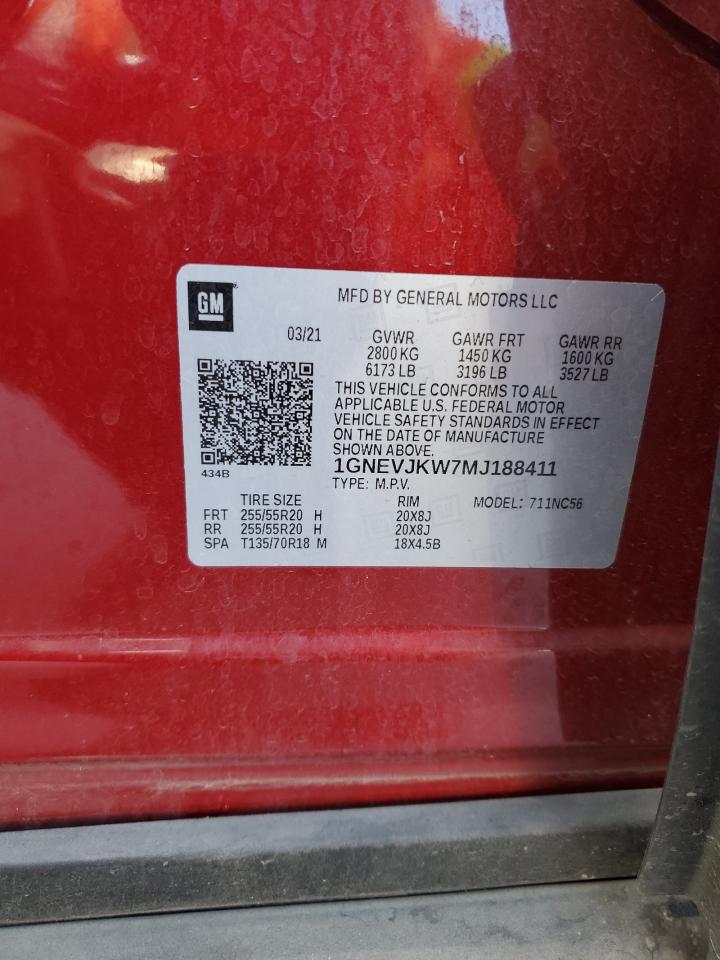 GM
MFD BY GENERAL MOTORS LLC
03/21 GVWR GAWR FRT GAWR RR
2800 KG 1450 KG 1600 KG
6173 LB 3196 LB 3527 LB
THIS VEHICLE CONFORMS TO ALL
APPLICABLE U.S. FEDERAL MOTOR
VEHICLE SAFETY STANDARDS IN EFFECT
ON THE DATE OF MANUFACTURE
SHOWN ABOVE.
434B
1GNEVJKW7MJ188411
TYPE: M.P.V.
TIRE SIZE RIM MODEL: 711NC56
FRT 255/55R20 H 20X8J
RR 255/55R20 H 20X8J
SPA T135/70R18 M 18X4.5B